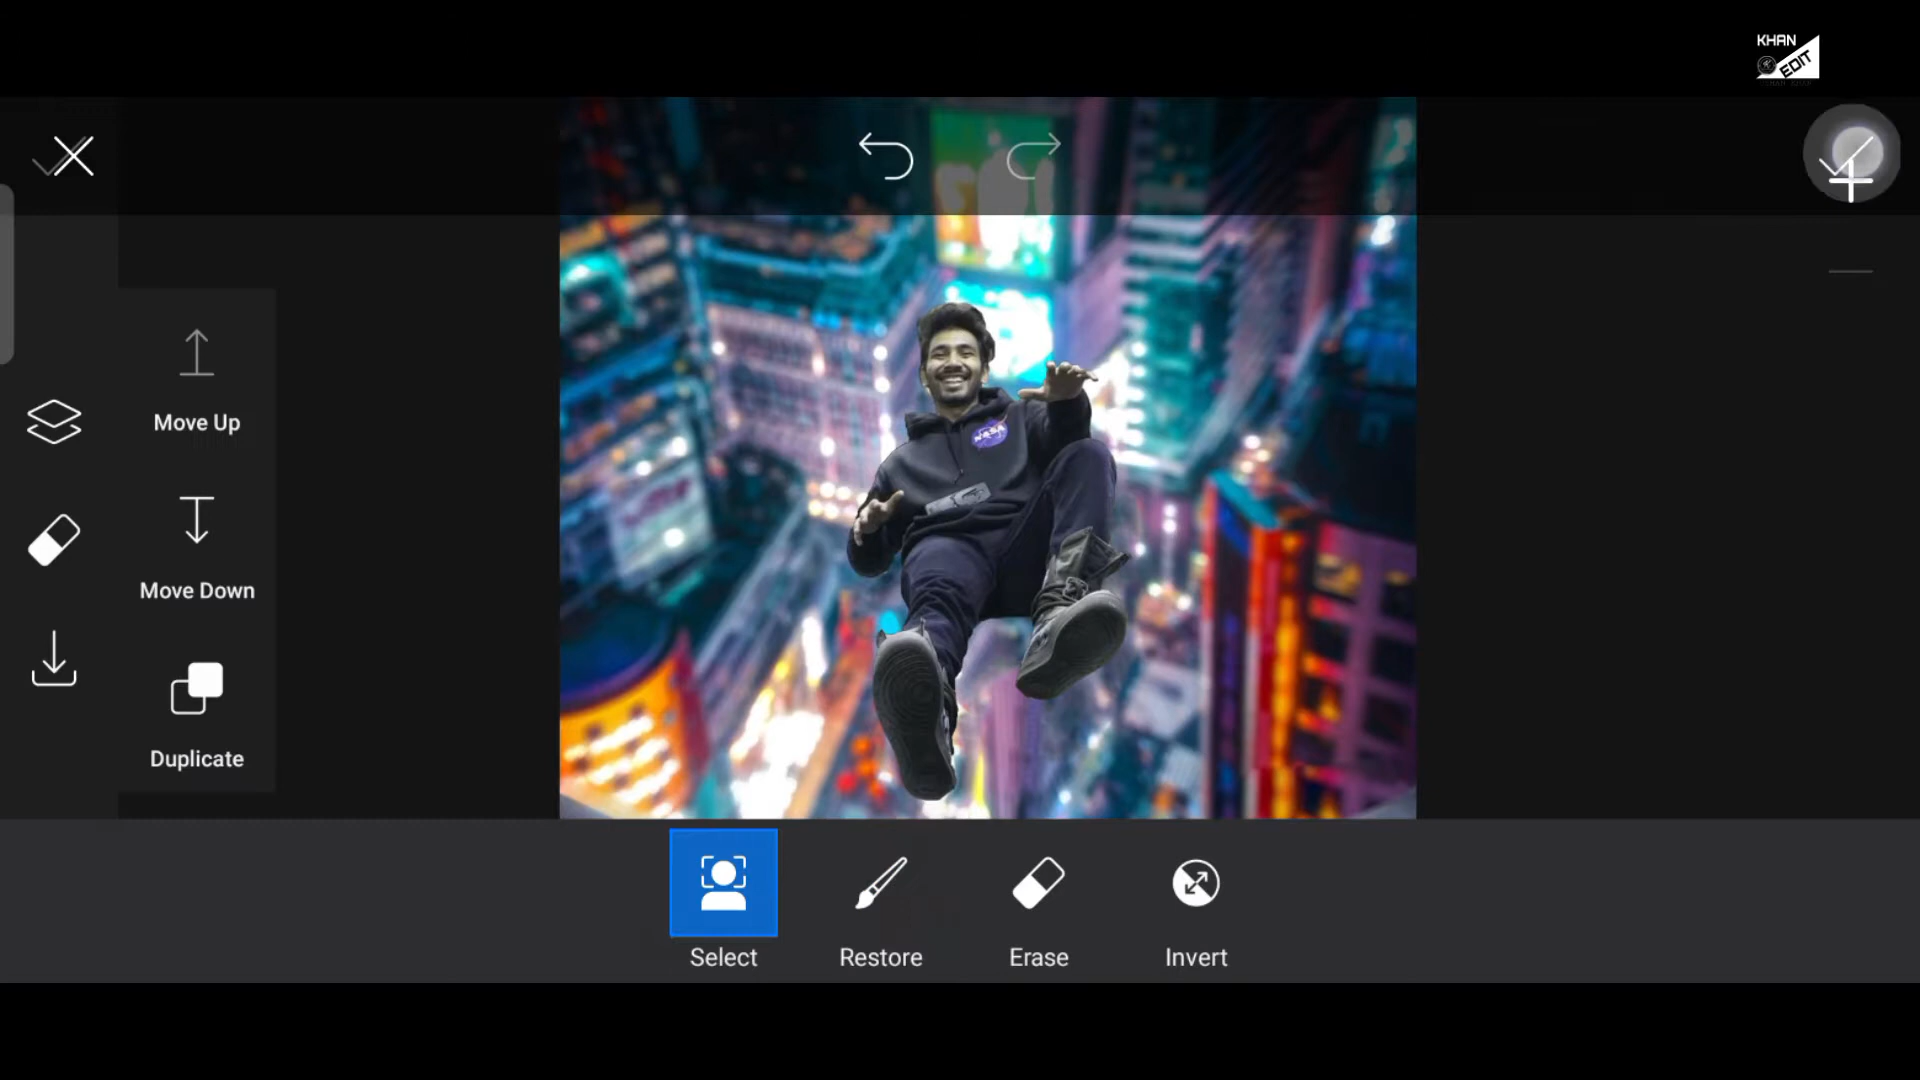 KHAN
EDIT
Move Up
NASA
Move Down
Duplicate
Select
Restore
Erase
Invert